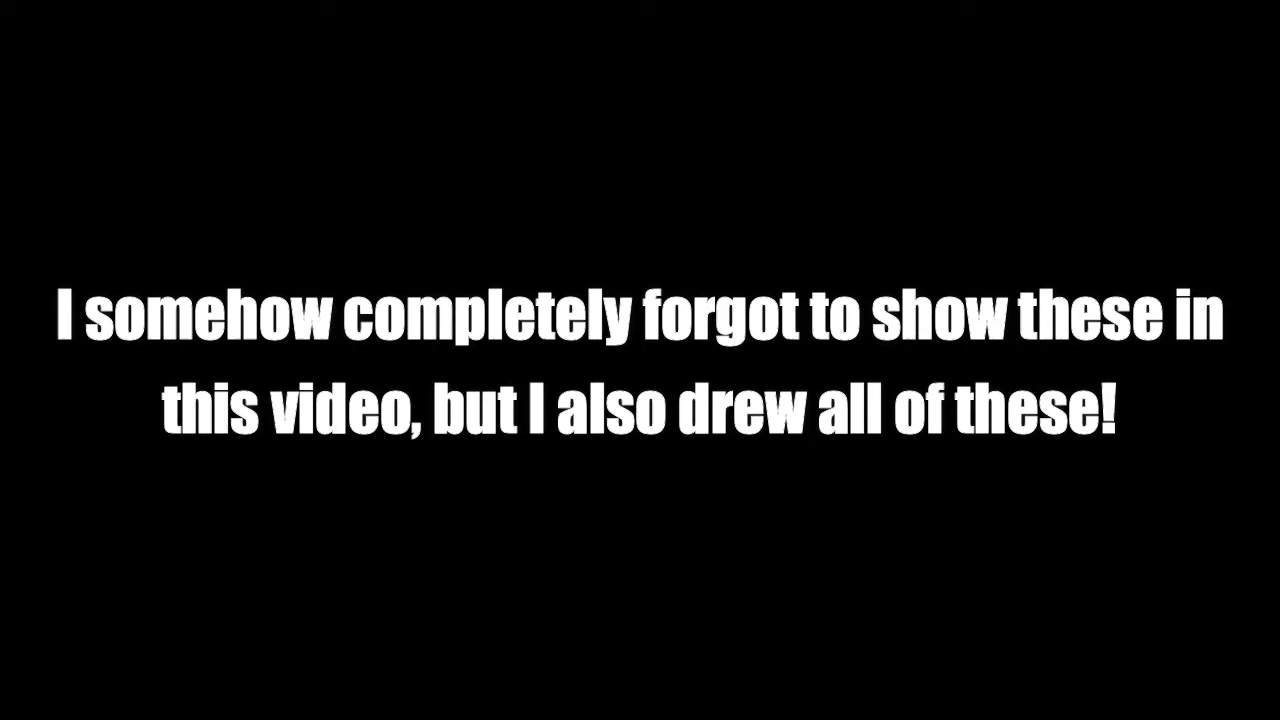 I somehow completely forgot to show these in
this video, but I also drew all of these!